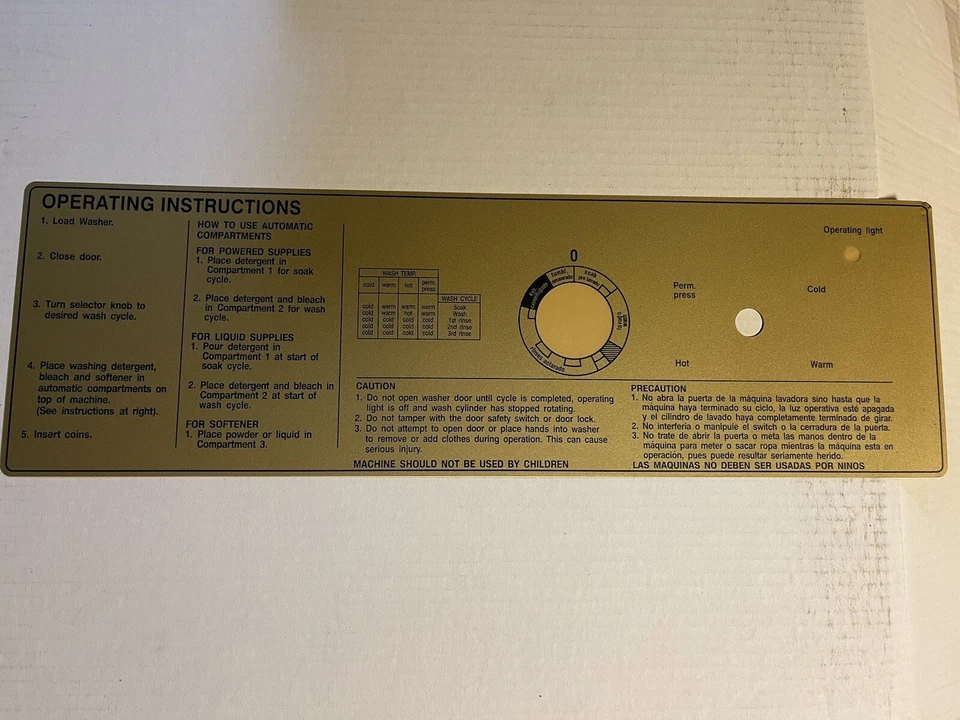 OPERATING INSTRUCTIONS
1. Load Washer.
2. Close door.
3. Turn selector knob to
desired wash cycle.
4. Place washing detergent,
bleach and softener in
automatic compartments on
top of machine.
(See instructions at right).
5. Insert coins.
HOW TO USE AUTOMATIC
COMPARTMENTS
FOR POWERED SUPPLIES
1. Place detergent in
Compartment 1 for soak
cycle.
2. Place detergent and bleach
in Compartment 2 for wash
cycle.
FOR LIQUID SUPPLIES
1. Pour detergent in
Compartment 1 at start of
soak cycle.
2. Place detergent and bleach in
Compartment 2 at start of
wash cycle.
FOR SOFTENER
1. Place powder or liquid in
Compartment 3.
WASH TEMP.
cold warm hot perm. press
WASH CYCLE
cold warm warm warm Soak
cold warm hot warm Wash
cold cold cold cold 1st rinse
cold cold cold cold 2nd rinse
cold cold cold cold 3rd rinse
0
soak
wash
rinses
Operating light
Perm.
press
Cold
Hot
Warm
CAUTION
1. Do not open washer door until cycle is completed, operating
light is off and wash cylinder has stopped rotating.
2. Do not tamper with the door safety switch or door lock.
3. Do not attempt to open door or place hands into washer
to remove or add clothes during operation. This can cause
serious injury.
MACHINE SHOULD NOT BE USED BY CHILDREN
PRECAUTION
1. No abra la puerta de la máquina lavadora sino hasta que la
máquina haya terminado su ciclo, la luz operativa esté apagada
y el cilindro de lavado haya completamente terminado de girar.
2. No interferia o manipule el switch o la cerradura de la puerta.
3. No trate de abrir la puerta o meta las manos dentro de la
máquina para meter o sacar ropa mientras la máquina esta en
operación, pues puede resultar seriamente herido.
LAS MAQUINAS NO DEBEN SER USADAS POR NINOS